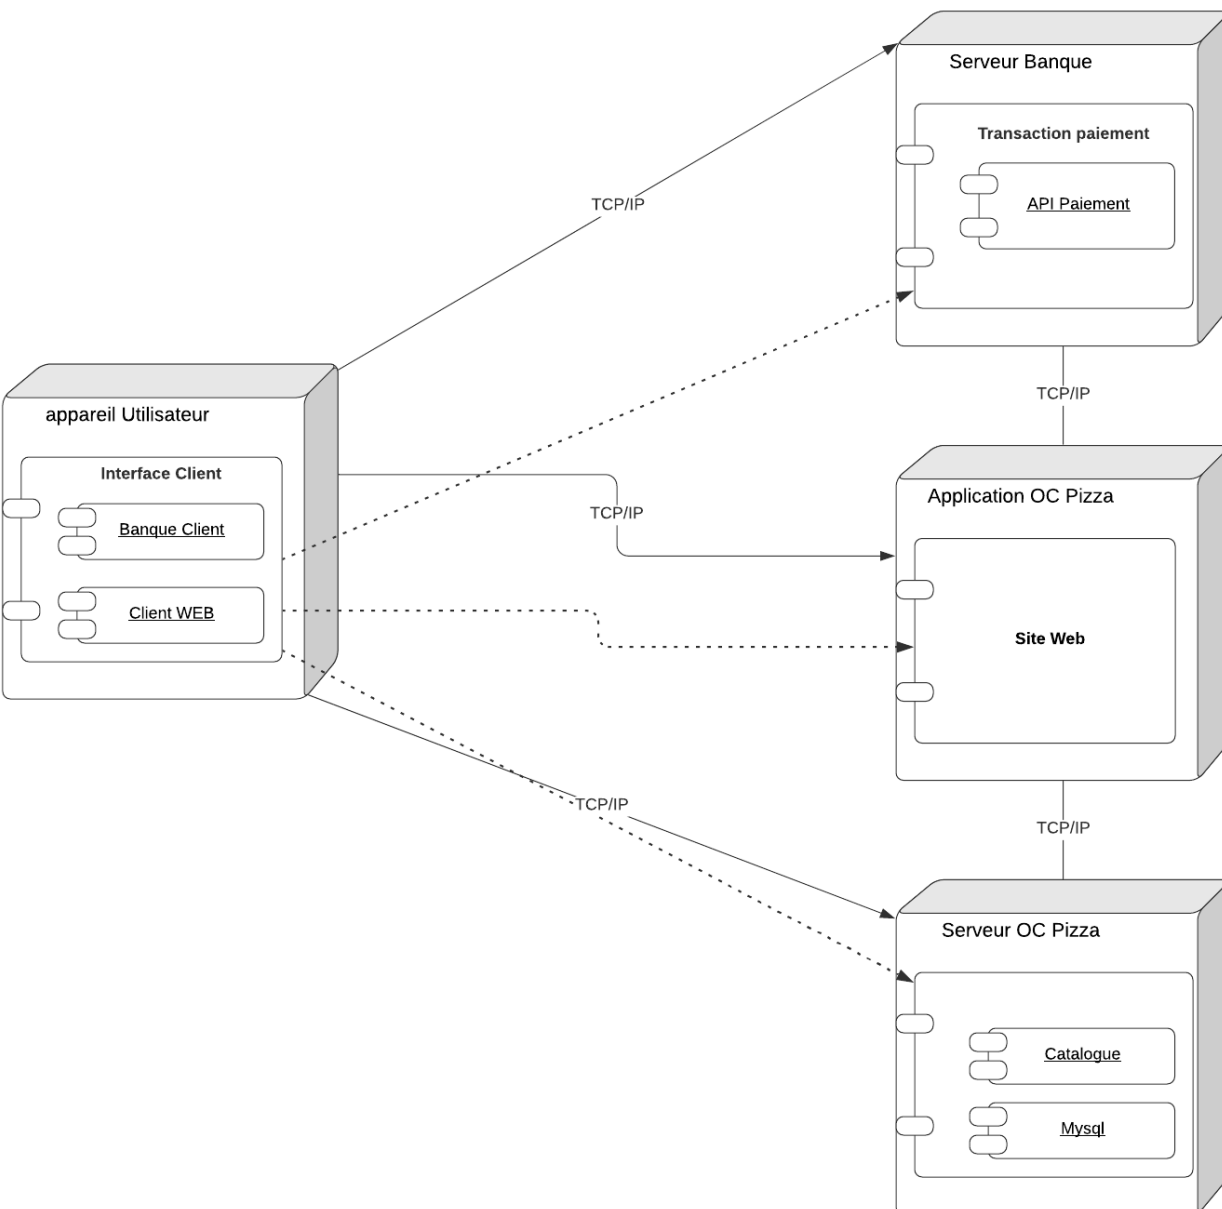 Serveur Banque
Transaction paiement
API Paiement
TCP/IP
TCP/IP
appareil Utilisateur
Interface Client
Banque Client
Client WEB
TCP/IP
Application OC Pizza
Site Web
TCP/IP
TCP/IP
Serveur OC Pizza
Catalogue
Mysql